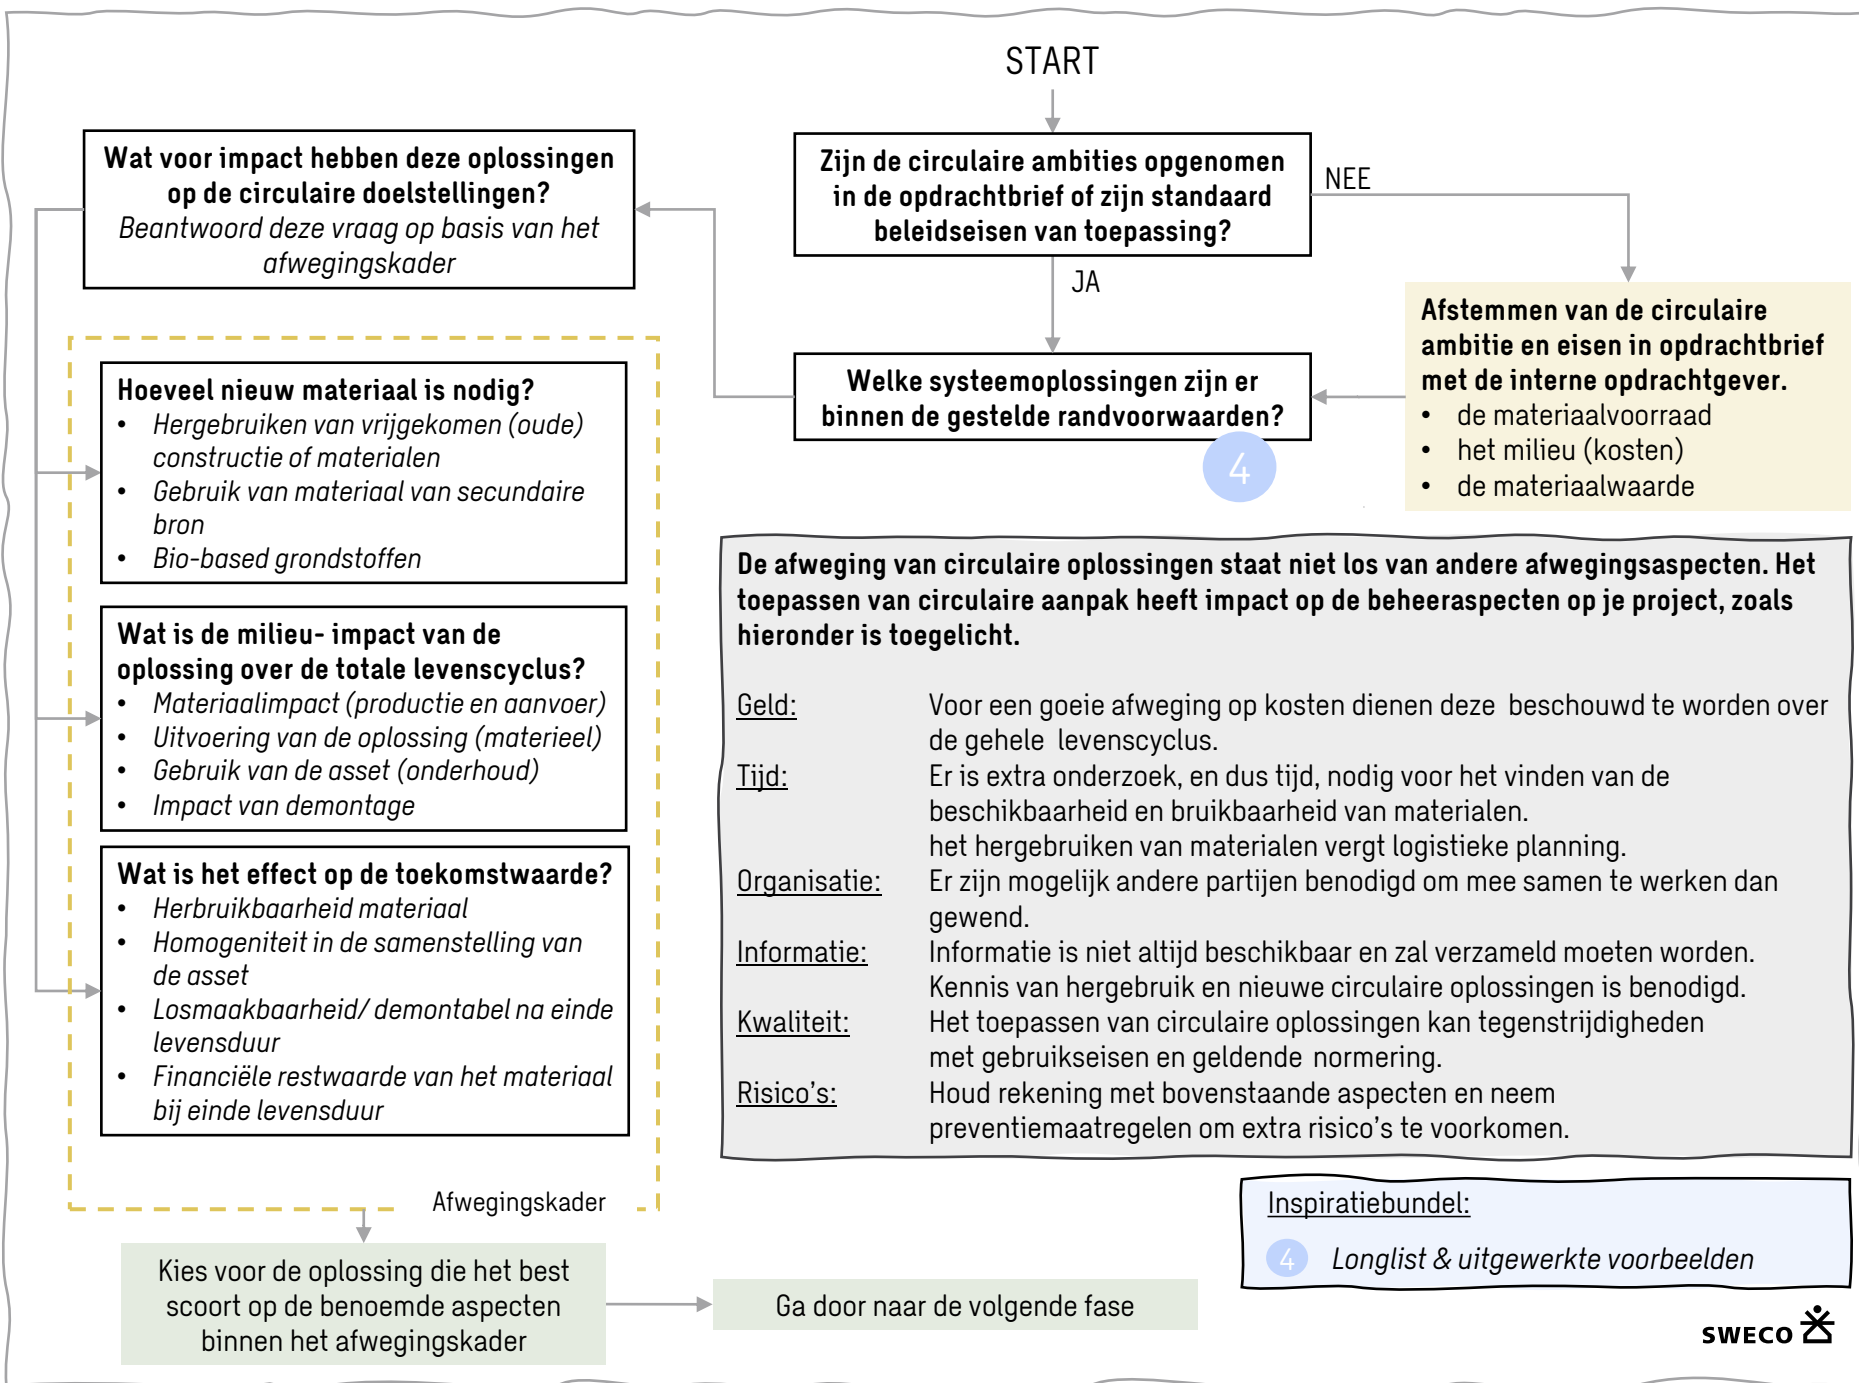 START
Zijn de circulaire ambities opgenomen
in de opdrachtbrief of zijn standaard
beleidseisen van toepassing?
NEE
JA
Afstemmen van de circulaire
ambitie en eisen in opdrachtbrief
met de interne opdrachtgever.
• de materiaalvoorraad
• het milieu (kosten)
• de materiaalwaarde
Welke systeemoplossingen zijn er
binnen de gestelde randvoorwaarden?
4
Wat voor impact hebben deze oplossingen
op de circulaire doelstellingen?
Beantwoord deze vraag op basis van het
afwegingskader
Hoeveel nieuw materiaal is nodig?
• Hergebruiken van vrijgekomen (oude)
constructie of materialen
• Gebruik van materiaal van secundaire
bron
• Bio-based grondstoffen
Wat is de milieu- impact van de
oplossing over de totale levenscyclus?
• Materiaalimpact (productie en aanvoer)
• Uitvoering van de oplossing (materieel)
• Gebruik van de asset (onderhoud)
• Impact van demontage
Wat is het effect op de toekomstwaarde?
• Herbruikbaarheid materiaal
• Homogeniteit in de samenstelling van
de asset
• Losmaakbaarheid/ demontabel na einde
levensduur
• Financiële restwaarde van het materiaal
bij einde levensduur
Afwegingskader
Kies voor de oplossing die het best
scoort op de benoemde aspecten
binnen het afwegingskader
Ga door naar de volgende fase
De afweging van circulaire oplossingen staat niet los van andere afwegingsaspecten. Het
toepassen van circulaire aanpak heeft impact op de beheeraspecten op je project, zoals
hieronder is toegelicht.
Geld: Voor een goeie afweging op kosten dienen deze beschouwd te worden over
de gehele levenscyclus.
Tijd: Er is extra onderzoek, en dus tijd, nodig voor het vinden van de
beschikbaarheid en bruikbaarheid van materialen.
het hergebruiken van materialen vergt logistieke planning.
Organisatie: Er zijn mogelijk andere partijen benodigd om mee samen te werken dan
gewend.
Informatie: Informatie is niet altijd beschikbaar en zal verzameld moeten worden.
Kennis van hergebruik en nieuwe circulaire oplossingen is benodigd.
Kwaliteit: Het toepassen van circulaire oplossingen kan tegenstrijdigheden
met gebruikseisen en geldende normering.
Risico's: Houd rekening met bovenstaande aspecten en neem
preventiemaatregelen om extra risico's te voorkomen.
Inspiratiebundel:
4 Longlist & uitgewerkte voorbeelden
SWECO